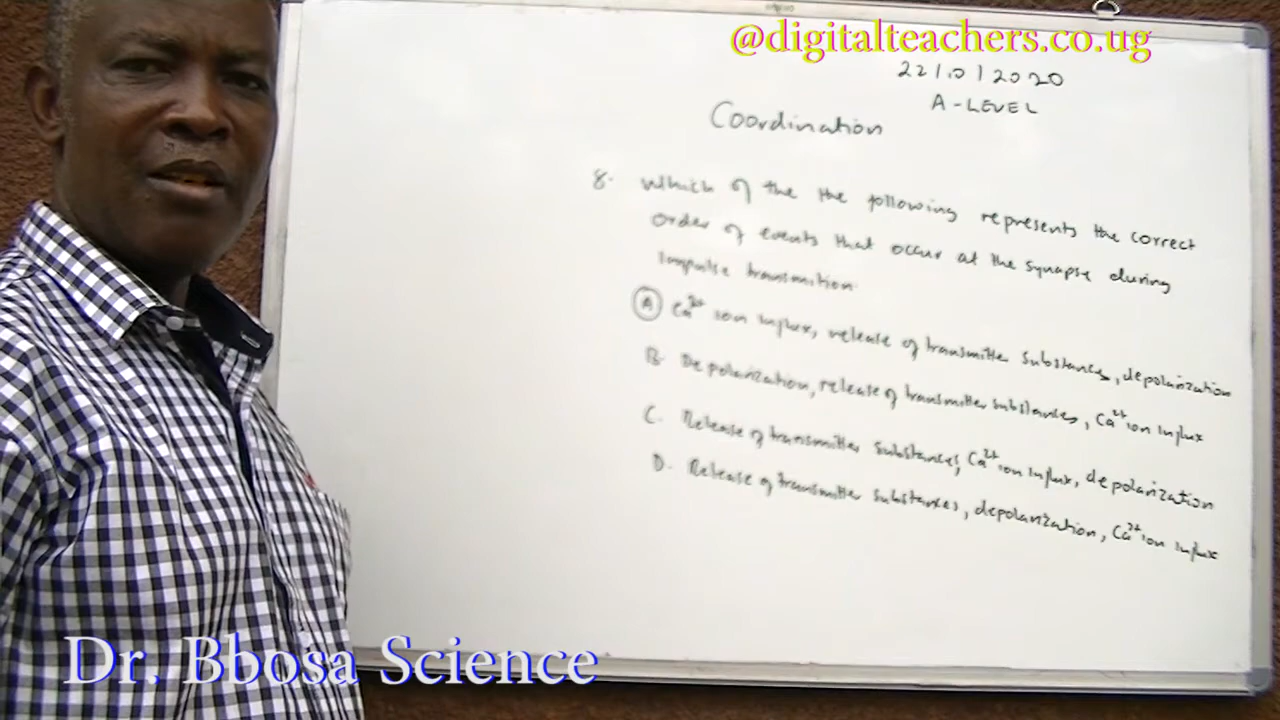 @digitalteachers.co.ug
22/10/2020
A-LEVEL
Coordination
8. Which of the the following represents the correct
order of events that occur at the synapse during
impulse transmition.
A Ca2+ ion influx, release of transmitter substances, depolarization
B. Depolarization, release of transmitter substances, Ca2+ ion influx
C. Release of transmitter substances, Ca2+ ion influx, depolarization
D. Release of transmitter substances, depolarization, Ca2+ ion influx
Dr. Bbosa Science